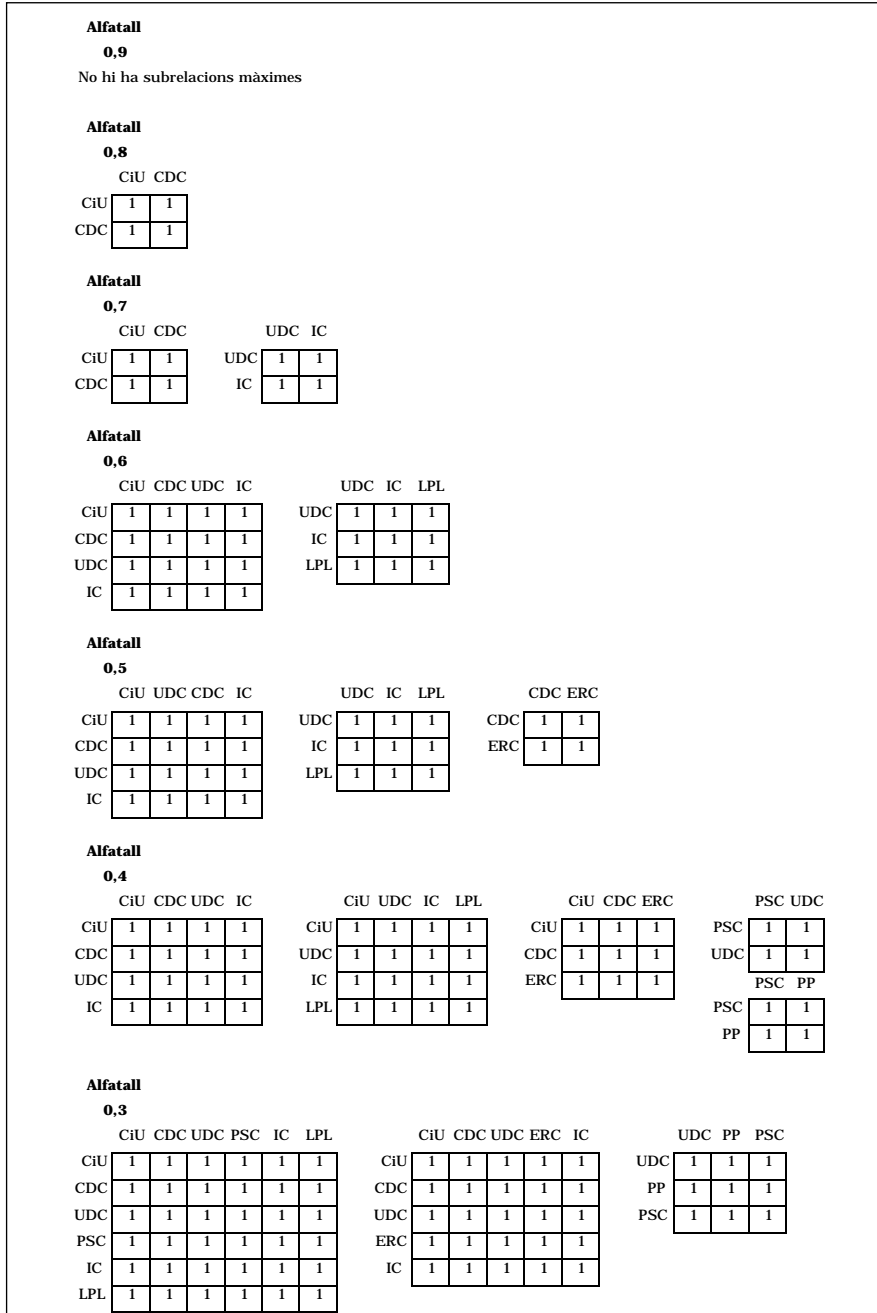 Alfatall
0,9
No hi ha subrelacions màximes
Alfatall
0,8
CiU CDC
CiU 1 1
CDC 1 1
Alfatall
0,7
CiU CDC UDC IC
CiU 1 1 UDC 1 1
CDC 1 1 IC 1 1
Alfatall
0,6
CiU CDC UDC IC UDC IC LPL
CiU 1 1 1 1 UDC 1 1 1
CDC 1 1 1 1 IC 1 1 1
UDC 1 1 1 1 LPL 1 1 1
IC 1 1 1 1
Alfatall
0,5
CiU UDC CDC IC UDC IC LPL CDC ERC
CiU 1 1 1 1 UDC 1 1 1 CDC 1 1
CDC 1 1 1 1 IC 1 1 1 ERC 1 1
UDC 1 1 1 1 LPL 1 1 1
IC 1 1 1 1
Alfatall
0,4
CiU CDC UDC IC CiU UDC IC LPL CiU CDC ERC PSC UDC
CiU 1 1 1 1 CiU 1 1 1 1 CiU 1 1 1 PSC 1 1
CDC 1 1 1 1 UDC 1 1 1 1 CDC 1 1 1 UDC 1 1
UDC 1 1 1 1 IC 1 1 1 1 ERC 1 1 1 PSC PP
IC 1 1 1 1 LPL 1 1 1 1 PSC 1 1
PP 1 1
Alfatall
0,3
CiU CDC UDC PSC IC LPL CiU CDC UDC ERC IC UDC PP PSC
CiU 1 1 1 1 1 1 CiU 1 1 1 1 1 UDC 1 1 1
CDC 1 1 1 1 1 1 CDC 1 1 1 1 1 PP 1 1 1
UDC 1 1 1 1 1 1 UDC 1 1 1 1 1 PSC 1 1 1
PSC 1 1 1 1 1 1 ERC 1 1 1 1 1
IC 1 1 1 1 1 1 IC 1 1 1 1 1
LPL 1 1 1 1 1 1